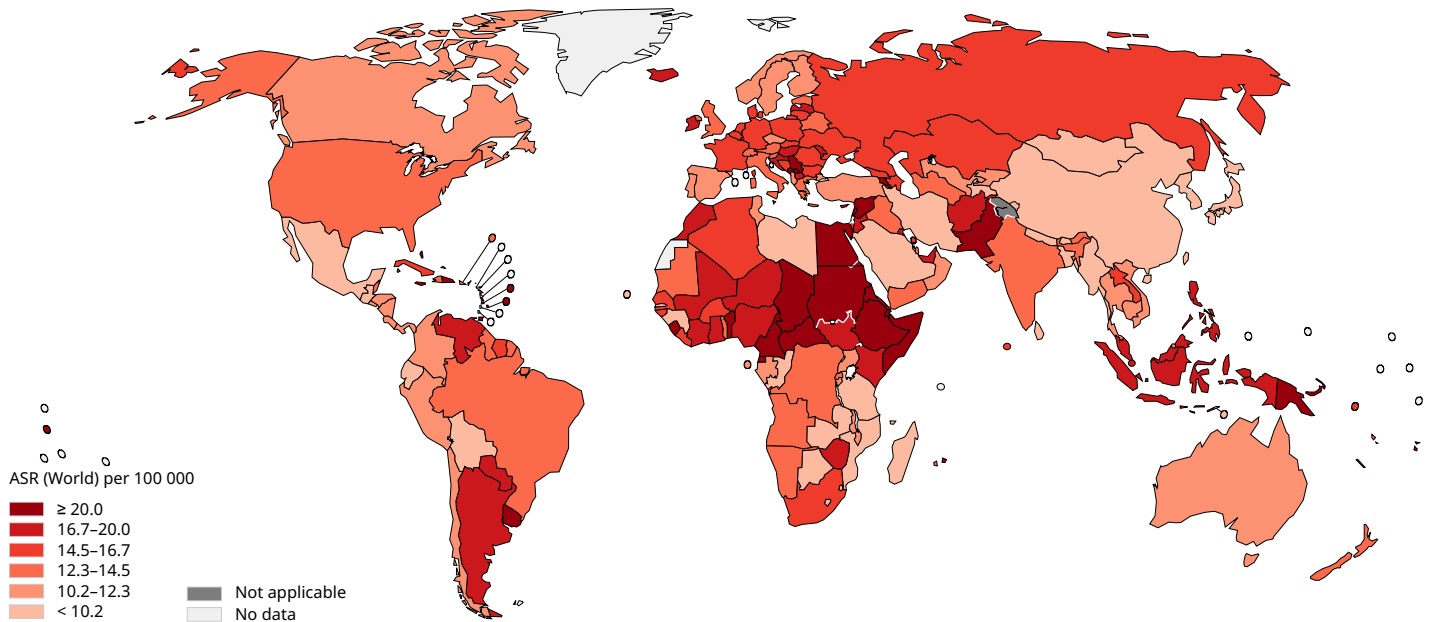 ASR (World) per 100 000
≥ 20.0
16.7–20.0
14.5–16.7
12.3–14.5
10.2–12.3
< 10.2
Not applicable
No data